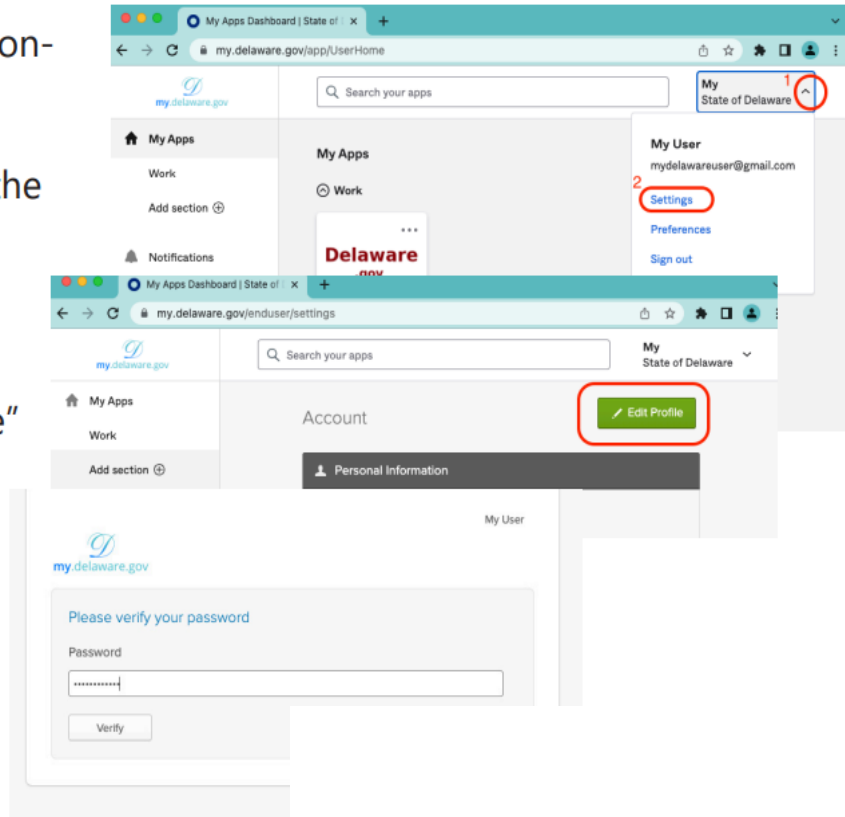 on-
the
e"
My Apps Dashboard | State of
my.delaware.gov/app/UserHome
my.delaware.gov
Search your apps
My
State of Delaware
1
My Apps
Work
Add section
Notifications
My Apps
Work
Delaware
.gov
My User
mydelawareuser@gmail.com
2
Settings
Preferences
Sign out
My Apps Dashboard | State of
my.delaware.gov/enduser/settings
my.delaware.gov
Search your apps
My
State of Delaware
My Apps
Work
Add section
Account
Edit Profile
Personal Information
My User
my.delaware.gov
Please verify your password
Password
Verify